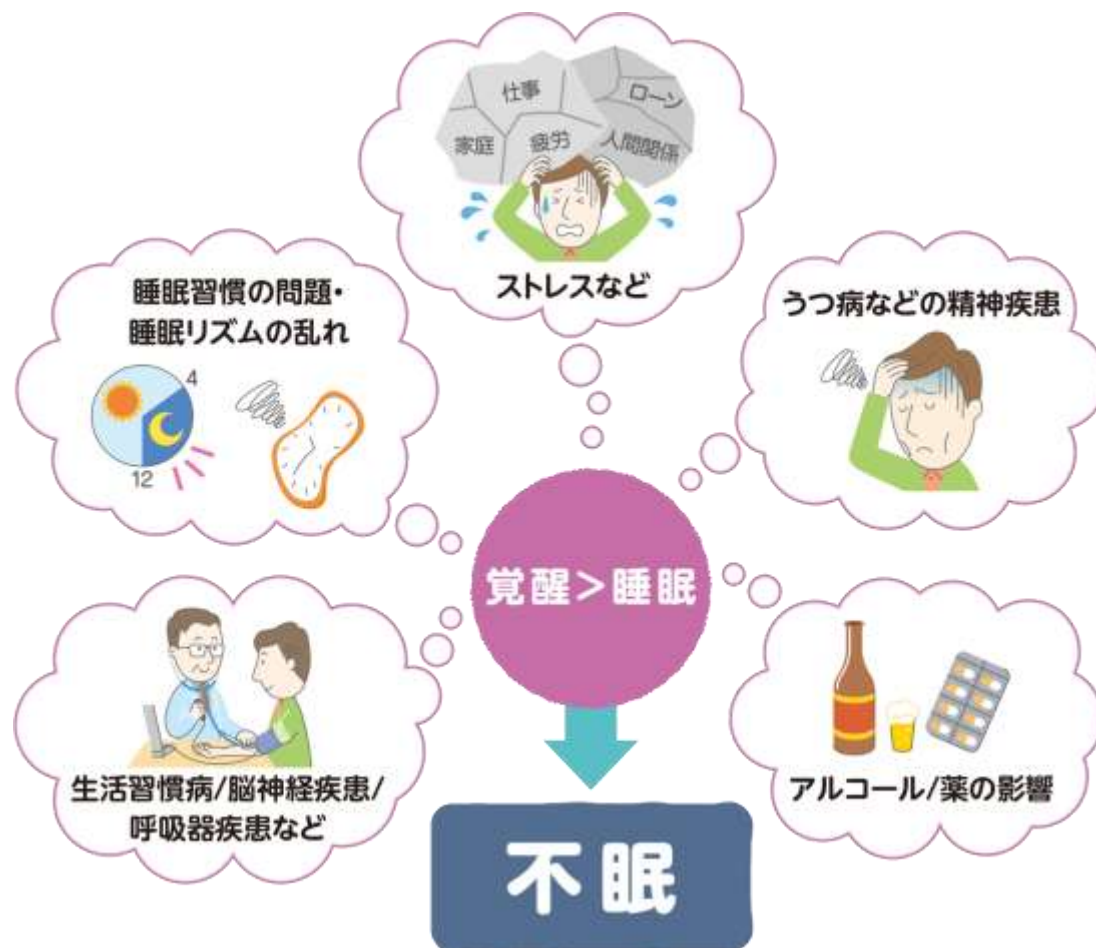 仕事
ローン
家庭
疲労
人間関係
ストレスなど
睡眠習慣の問題・
睡眠リズムの乱れ
4
12
うつ病などの精神疾患
覚醒>睡眠
生活習慣病/脳神経疾患/
呼吸器疾患など
アルコール/薬の影響
不眠